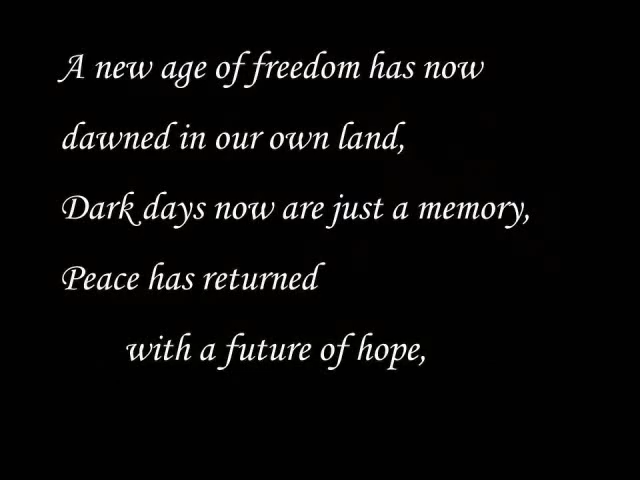 A new age of freedom has now
dawned in our own land,
Dark days now are just a memory,
Peace has returned
with a future of hope,